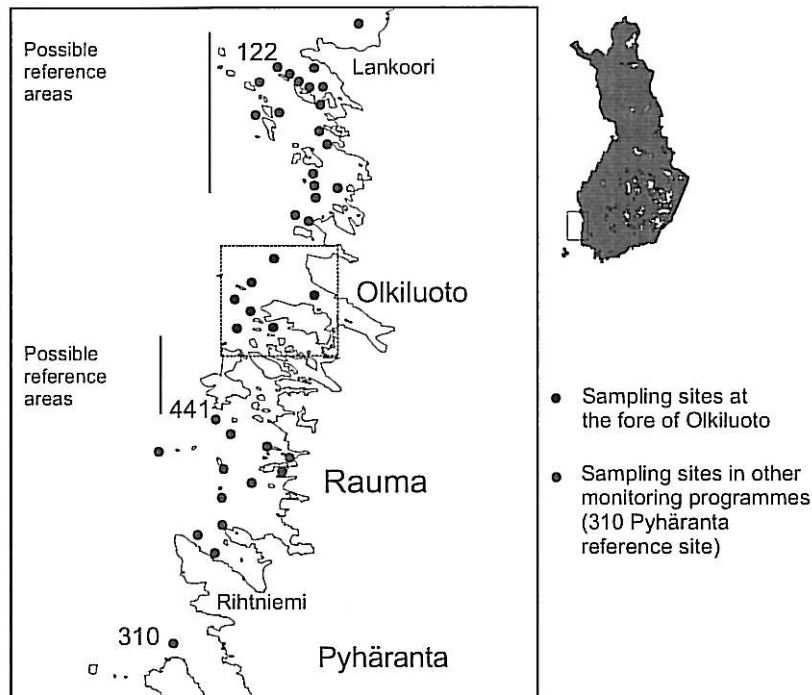 Possible
reference
areas
122
Lankoori
Olkiluoto
Possible
reference
areas
441
Rauma
Rihtniemi
310
Pyhäranta
Sampling sites at
the fore of Olkiluoto
Sampling sites in other
monitoring programmes
(310 Pyhäranta
reference site)